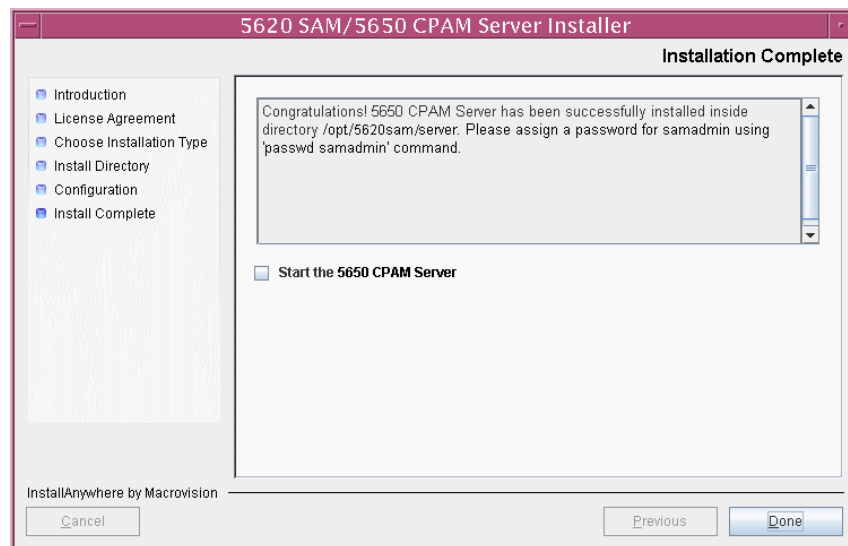 5620 SAM/5650 CPAM Server Installer
Installation Complete
Introduction
License Agreement
Choose Installation Type
Install Directory
Configuration
Install Complete
Congratulations! 5650 CPAM Server has been successfully installed inside
directory /opt/5620sam/server. Please assign a password for samadmin using
'passwd samadmin' command.
Start the 5650 CPAM Server
InstallAnywhere by Macrovision
Cancel
Previous
Done